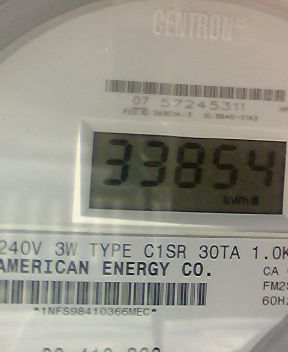 CENTRON®
07 57245311
33854
kWh
240V 3W TYPE C1SR 30TA 1.0K
AMERICAN ENERGY CO.
CA
FM2S
60Hz
*1NFS98410366MEC*